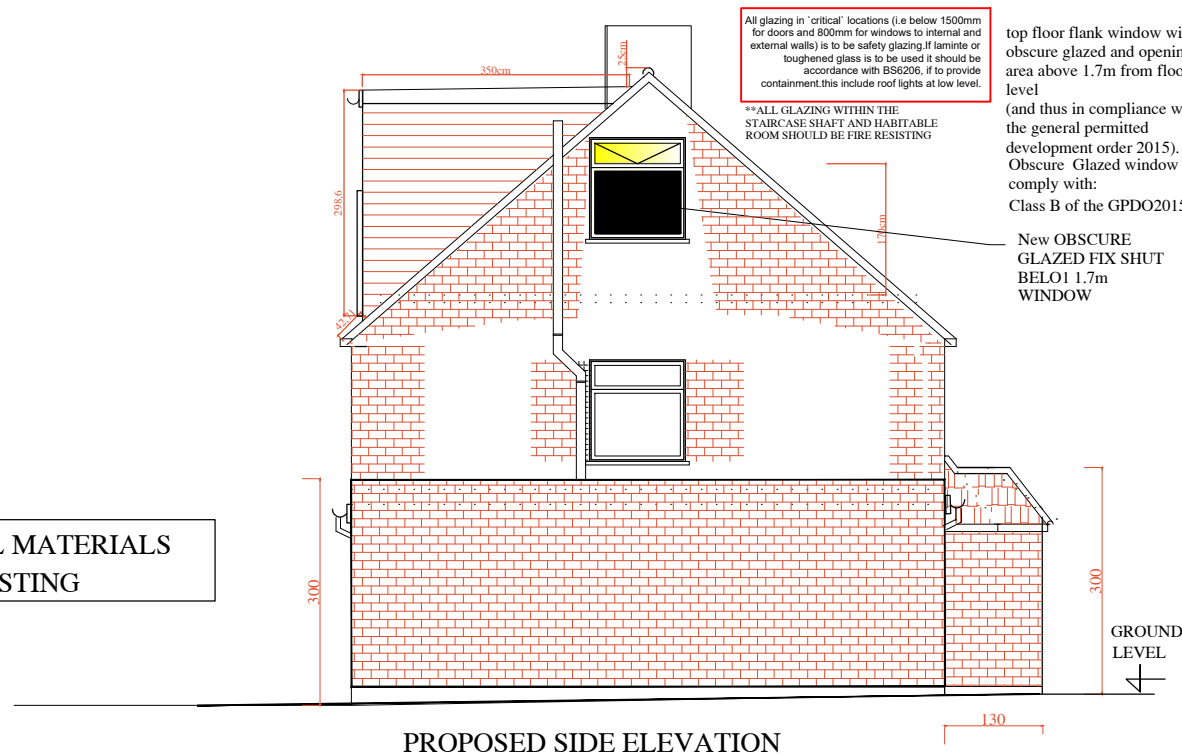 All glazing in `critical` locations (i.e below 1500mm
for doors and 800mm for windows to internal and
external walls) is to be safety glazing.If laminte or
toughened glass is to be used it should be
accordance with BS6206, if to provide
containment.this include roof lights at low level.
**ALL GLAZING WITHIN THE
STAIRCASE SHAFT AND HABITABLE
ROOM SHOULD BE FIRE RESISTING
top floor flank window wi
obscure glazed and openin
area above 1.7m from floo
level
(and thus in compliance w
the general permitted
development order 2015).
Obscure Glazed window
comply with:
Class B of the GPDO2015
New OBSCURE
GLAZED FIX SHUT
BELO1 1.7m
WINDOW
25cm
350cm
298.6
42.71
L MATERIALS
STING
300
300
GROUND
LEVEL
130
PROPOSED SIDE ELEVATION